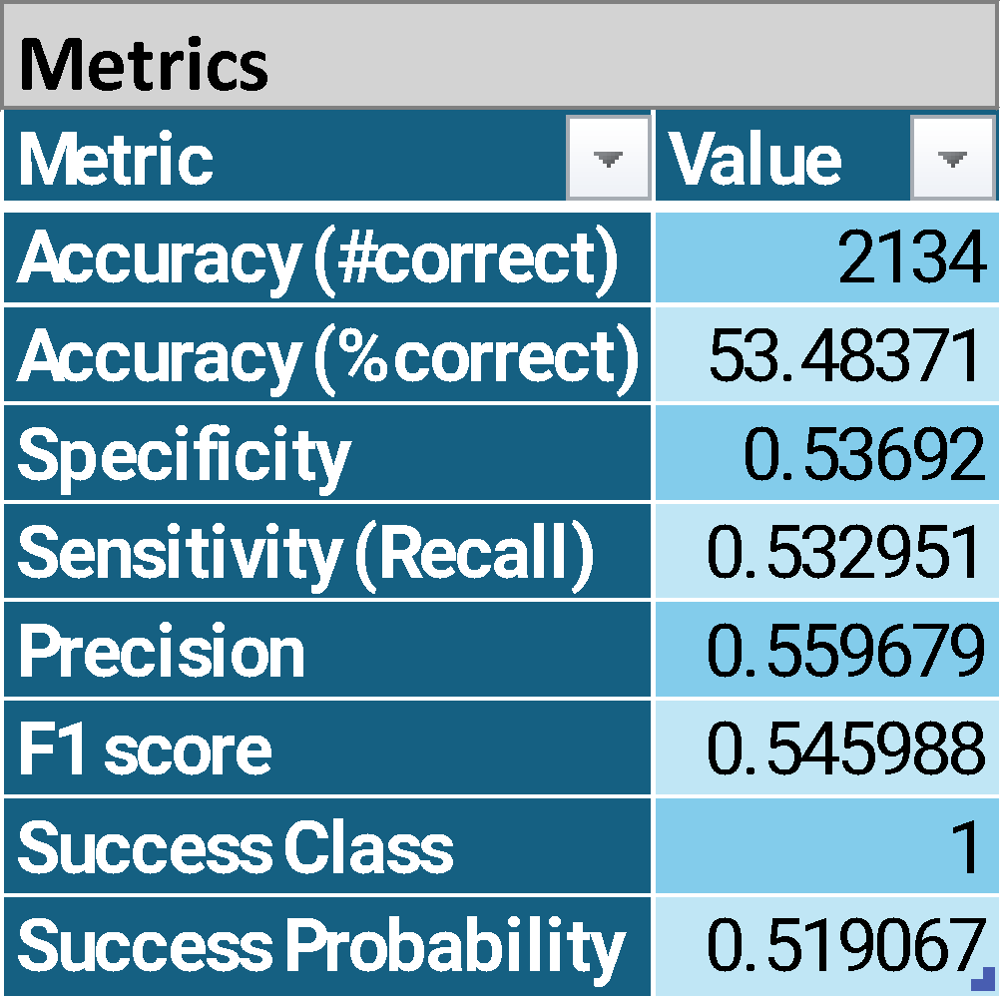 Metrics
Metric Value
Accuracy (#correct) 2134
Accuracy (%correct) 53.48371
Specificity 0.53692
Sensitivity (Recall) 0.532951
Precision 0.559679
F1 score 0.545988
Success Class 1
Success Probability 0.519067